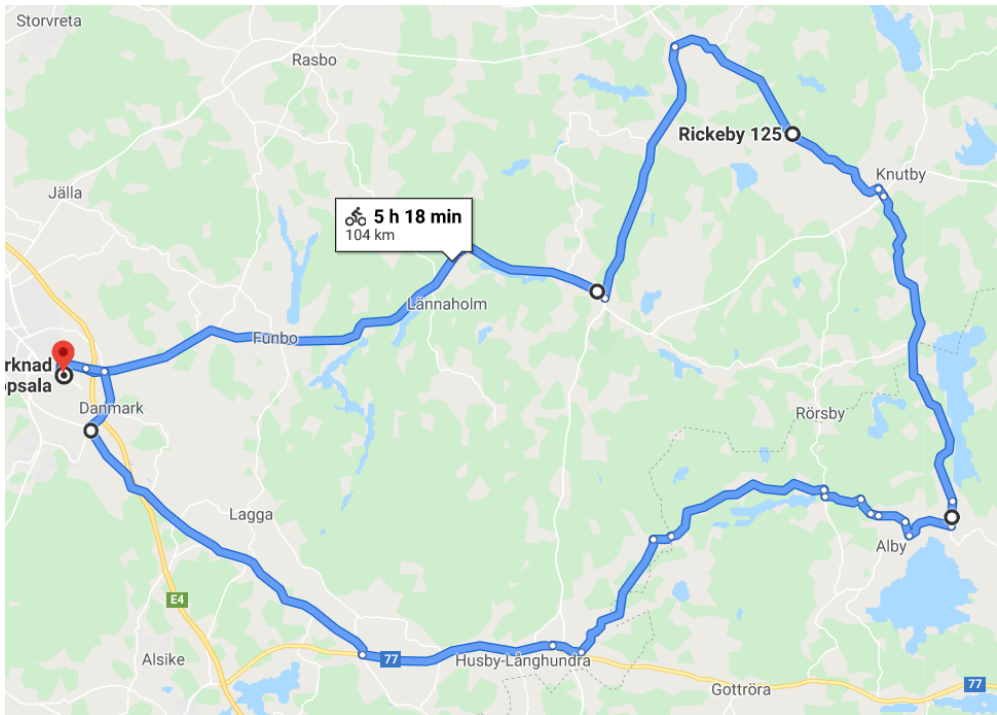 Storvreta
Rasbo
Rickeby 125
Knutby
Jälla
5 h 18 min
104 km
Lännaholm
Funbo
rknad
psala
Danmark
Rörsby
Lagga
Alby
E4
Alsike
77
Husby-Långhundra
Gottröra
77